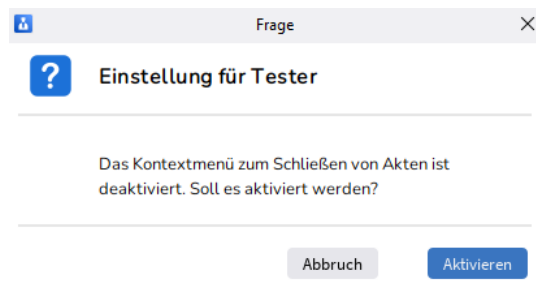 Frage
Einstellung für Tester
Das Kontextmenü zum Schließen von Akten ist
deaktiviert. Soll es aktiviert werden?
Abbruch
Aktivieren